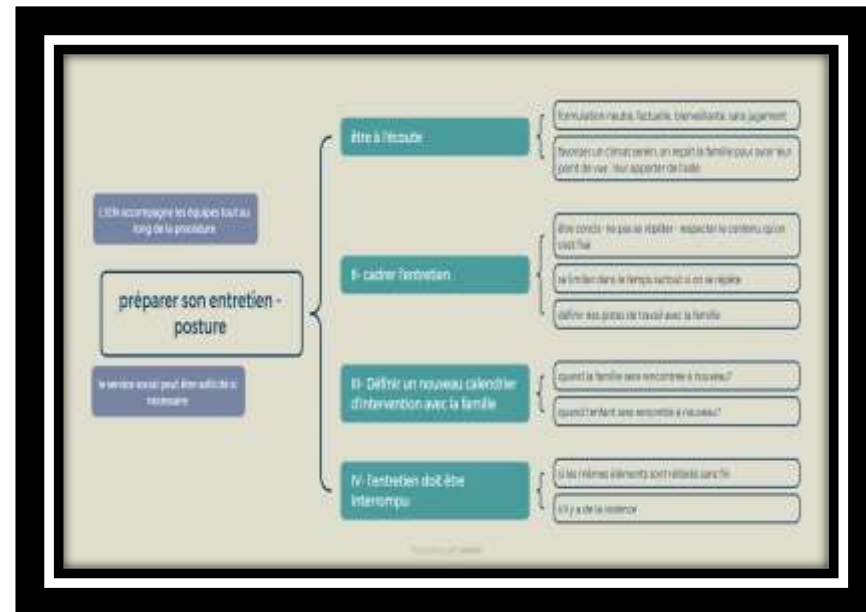 être à l'écoute
formulation neutre, factuelle, bienveillante, sans jugement
favoriser un climat serein, on reçoit la famille pour avoir leur
point de vue leur apporter de l'aide
L'IEN accompagne les équipes tout au
long de la procédure
préparer son entretien -
posture
le service social peut être sollicité si
nécessaire
II- cadrer l'entretien
être concis - ne pas se répéter - respecter le contenu qu'on
s'est fixé
se limiter dans le temps surtout si on se répète
définir des pistes de travail avec la famille
III- Définir un nouveau calendrier
d'intervention avec la famille
quand la famille sera rencontrée à nouveau?
quand l'enfant sera rencontré à nouveau?
IV- l'entretien doit être
interrompu
si les mêmes éléments sont répétés sans fin
s'il y a de la violence